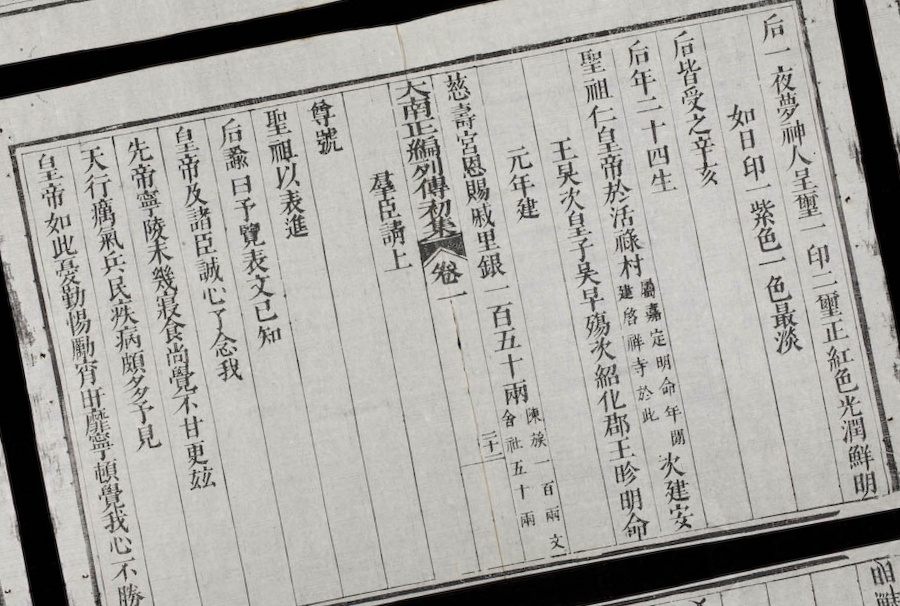 后一夜夢神人呈璽一印二璽正紅色光潤鮮明
如日印一紫色一色最淡
后皆受之辛亥
后年二十四生
聖祖仁皇帝於活祿村屬嘉定明命年間建啓祥寺於此次建安
王旲次皇子昊早殤次紹化郡王昣明命
元年建
慈壽宮恩賜戚里銀一百五十兩陳族一百兩文會社五十兩
大南正編列傳初集 卷一 二十
羣臣請上
尊號
聖祖以表進
后諭曰予覽表文已知
皇帝及諸臣誠心了念我
先帝寧陵未幾寢食尚覺不甘更玆
天行癘氣兵民疾病頗多予見
皇帝如此憂勤惕勵宵旰靡寧頓覺我心不勝